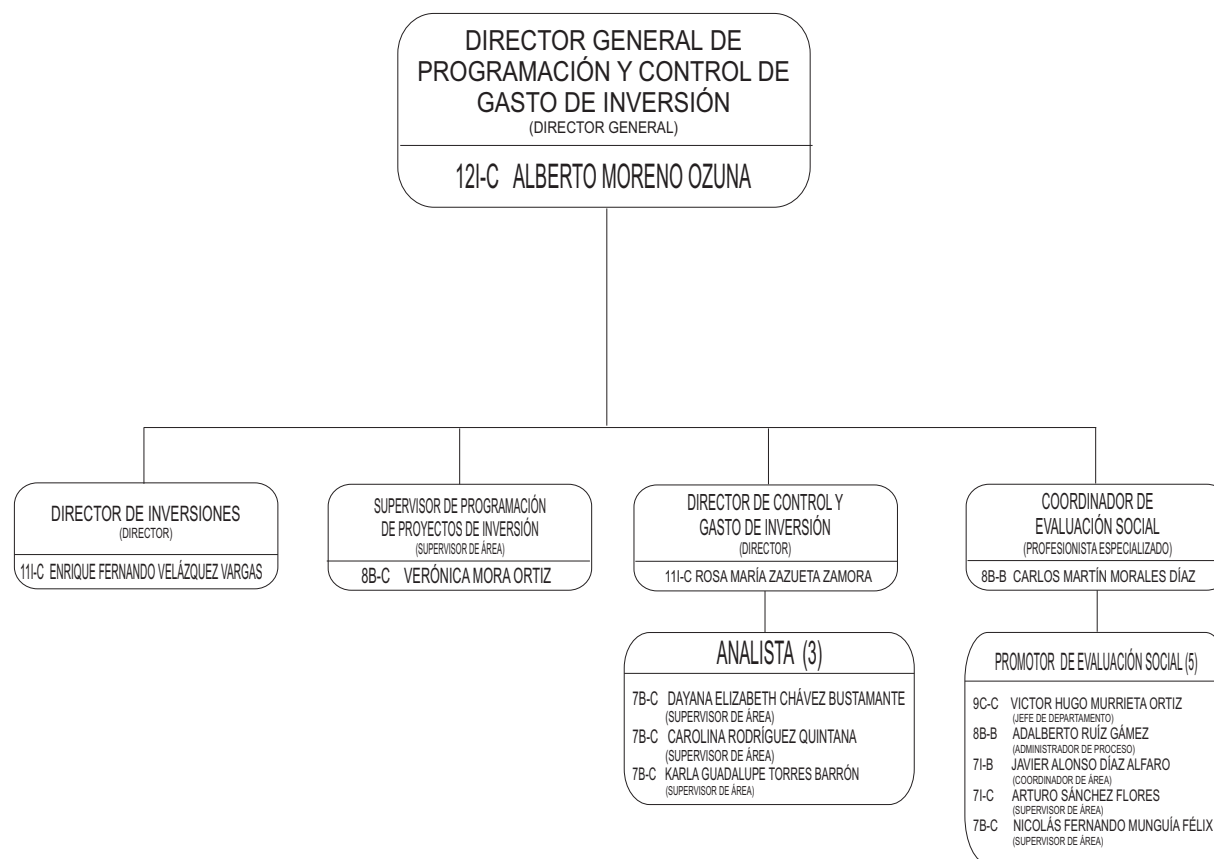 DIRECTOR GENERAL DE
PROGRAMACIÓN Y CONTROL DE
GASTO DE INVERSIÓN
(DIRECTOR GENERAL)
12I-C ALBERTO MORENO OZUNA
DIRECTOR DE INVERSIONES
(DIRECTOR)
11I-C ENRIQUE FERNANDO VELÁZQUEZ VARGAS
SUPERVISOR DE PROGRAMACIÓN
DE PROYECTOS DE INVERSIÓN
(SUPERVISOR DE ÁREA)
8B-C VERÓNICA MORA ORTIZ
DIRECTOR DE CONTROL Y
GASTO DE INVERSIÓN
(DIRECTOR)
11I-C ROSA MARÍA ZAZUETA ZAMORA
COORDINADOR DE
EVALUACIÓN SOCIAL
(PROFESIONISTA ESPECIALIZADO)
8B-B CARLOS MARTÍN MORALES DÍAZ
ANALISTA (3)
7B-C DAYANA ELIZABETH CHÁVEZ BUSTAMANTE
(SUPERVISOR DE ÁREA)
7B-C CAROLINA RODRÍGUEZ QUINTANA
(SUPERVISOR DE ÁREA)
7B-C KARLA GUADALUPE TORRES BARRÓN
(SUPERVISOR DE ÁREA)
PROMOTOR DE EVALUACIÓN SOCIAL (5)
9C-C VICTOR HUGO MURRIETA ORTIZ
(JEFE DE DEPARTAMENTO)
8B-B ADALBERTO RUÍZ GÁMEZ
(ADMINISTRADOR DE PROCESO)
7I-B JAVIER ALONSO DÍAZ ALFARO
(COORDINADOR DE ÁREA)
7I-C ARTURO SÁNCHEZ FLORES
(SUPERVISOR DE ÁREA)
7B-C NICOLÁS FERNANDO MUNGUÍA FÉLIX
(SUPERVISOR DE ÁREA)